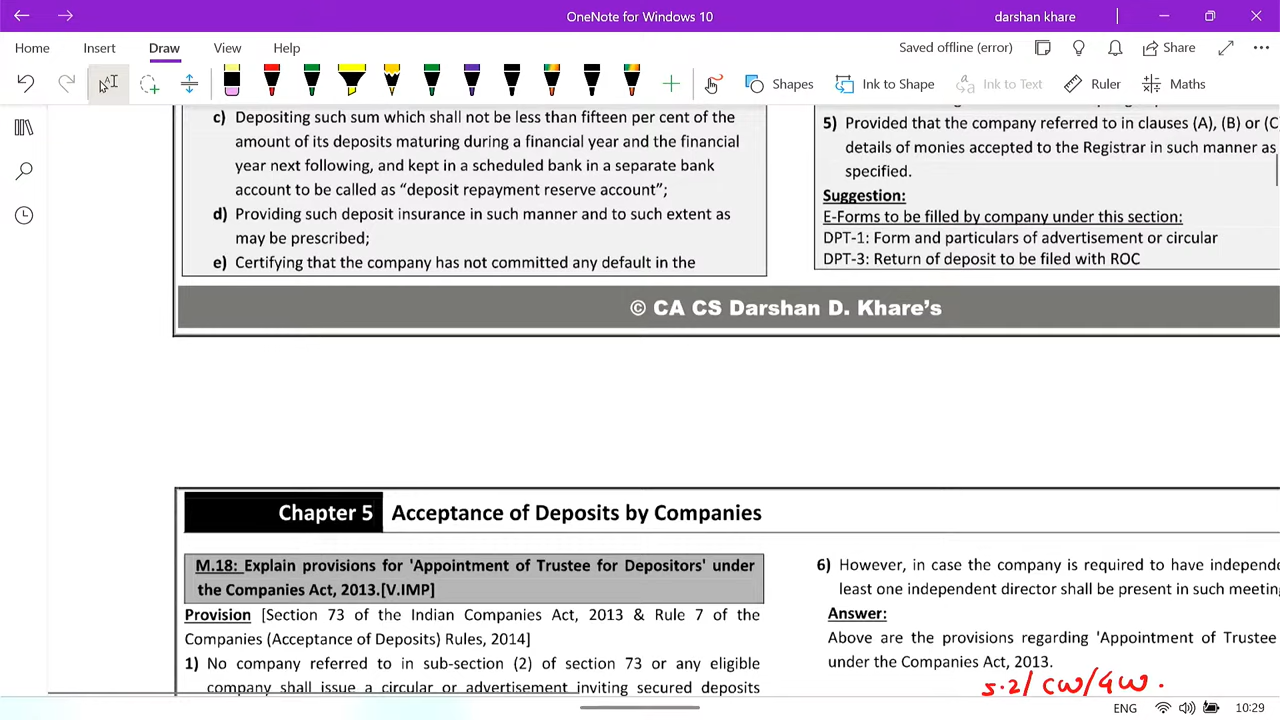 OneNote for Windows 10
darshan khare
Home
Insert
Draw
View
Help
Saved offline (error)
Share
Shapes
Ink to Shape
Ink to Text
Ruler
Maths
c) Depositing such sum which shall not be less than fifteen per cent of the
amount of its deposits maturing during a financial year and the financial
year next following, and kept in a scheduled bank in a separate bank
account to be called as “deposit repayment reserve account”;
d) Providing such deposit insurance in such manner and to such extent as
may be prescribed;
e) Certifying that the company has not committed any default in the
5) Provided that the company referred to in clauses (A), (B) or (C
details of monies accepted to the Registrar in such manner as
specified.
Suggestion:
E-Forms to be filled by company under this section:
DPT-1: Form and particulars of advertisement or circular
DPT-3: Return of deposit to be filed with ROC
© CA CS Darshan D. Khare’s
Chapter 5 Acceptance of Deposits by Companies
M.18: Explain provisions for 'Appointment of Trustee for Depositors' under
the Companies Act, 2013.[V.IMP]
Provision [Section 73 of the Indian Companies Act, 2013 & Rule 7 of the
Companies (Acceptance of Deposits) Rules, 2014]
1) No company referred to in sub-section (2) of section 73 or any eligible
company shall issue a circular or advertisement inviting secured deposits
6) However, in case the company is required to have independ
least one independent director shall be present in such meeting
Answer:
Above are the provisions regarding 'Appointment of Trustee
under the Companies Act, 2013.
5.2/ CW/GW.
ENG
10:29